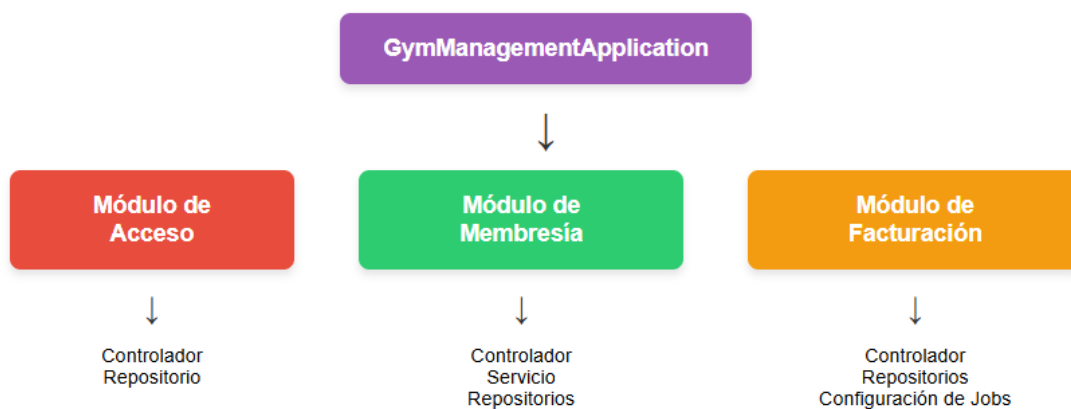 GymManagementApplication
Módulo de
Acceso
Módulo de
Membresía
Módulo de
Facturación
Controlador
Repositorio
Controlador
Servicio
Repositorios
Controlador
Repositorios
Configuración de Jobs